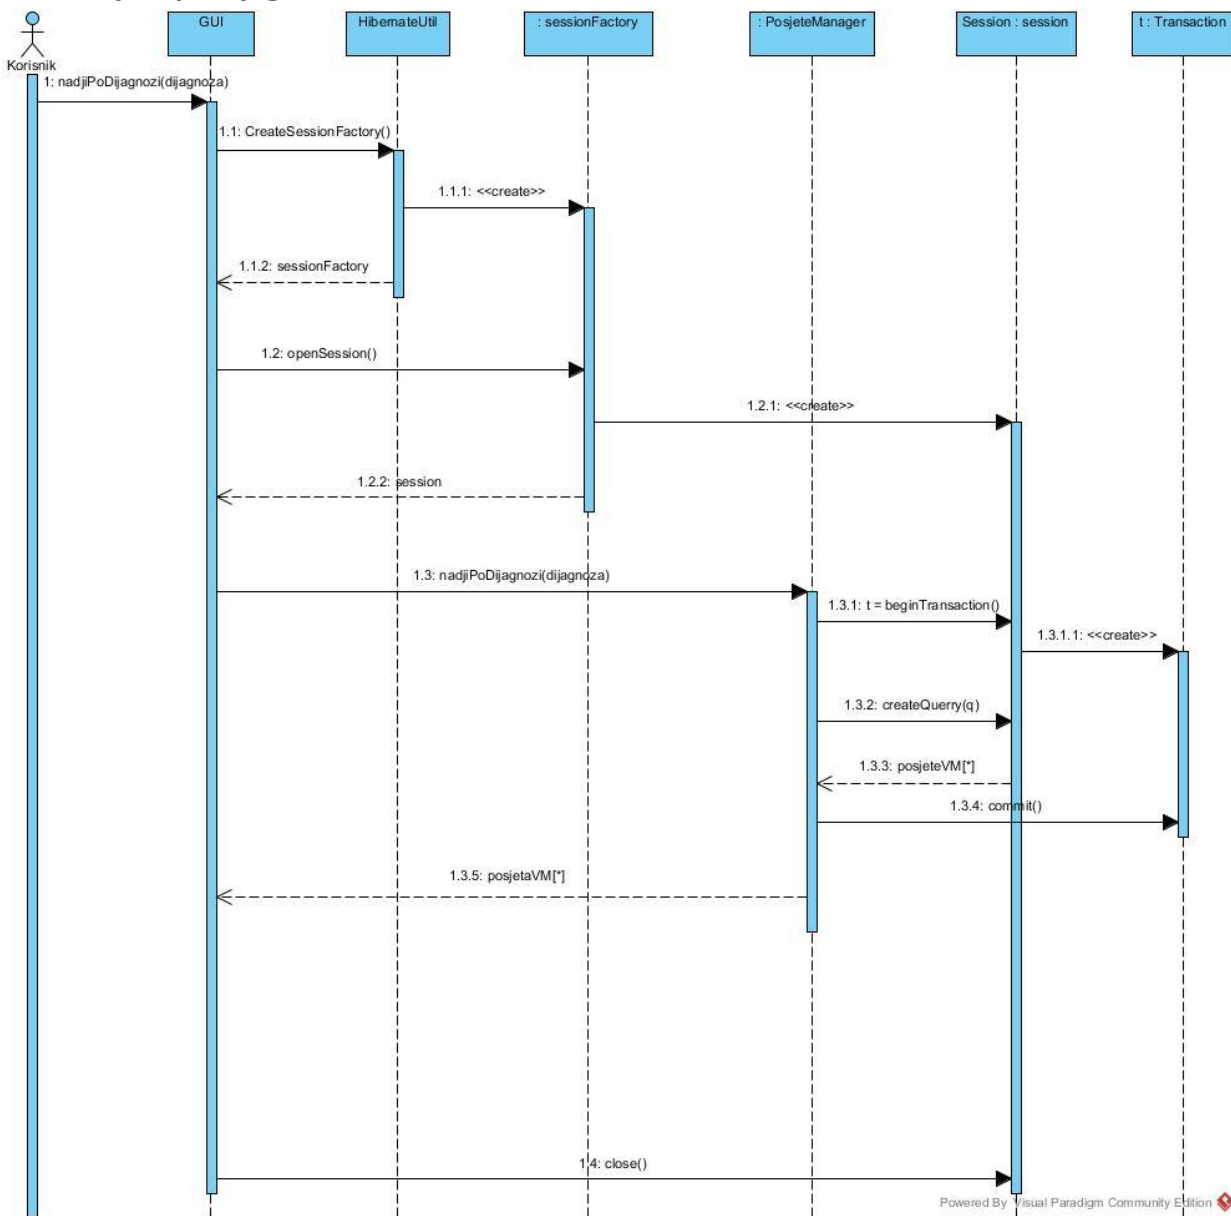 GUI
HibernateUtil
: sessionFactory
: PosjeteManager
Session : session
t : Transaction
Korisnik
1: nadjiPoDijagnozi(dijagnoza)
1.1: CreateSessionFactory()
1.1.1: <<create>>
1.1.2: sessionFactory
1.2: openSession()
1.2.1: <<create>>
1.2.2: session
1.3: nadjiPoDijagnozi(dijagnoza)
1.3.1: t = beginTransaction()
1.3.1.1: <<create>>
1.3.2: createQuerry(q)
1.3.3: posjeteVM[*]
1.3.4: commit()
1.3.5: posjetaVM[*]
1.4: close()
Powered By Visual Paradigm Community Edition